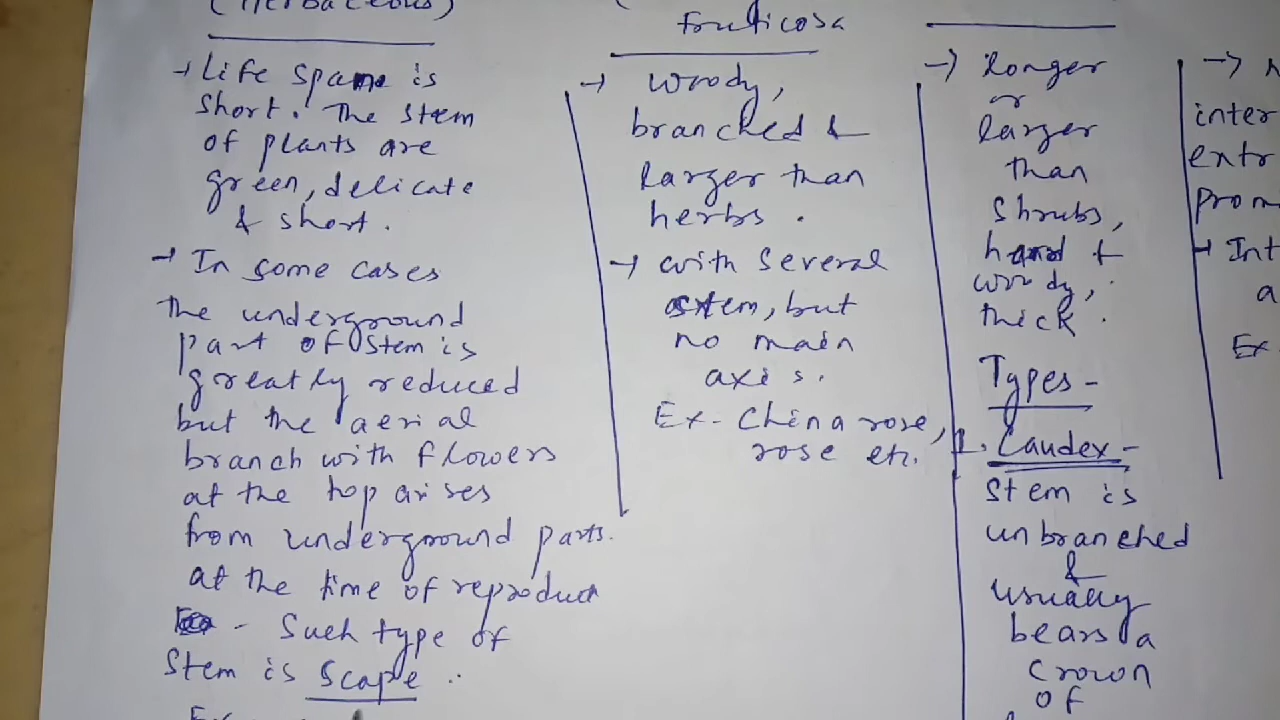 (Herbaceous)
→ Life span is
short. The stem
of plants are
green, delicate
& short.
→ In some cases
The underground
part of stem is
greatly reduced
but the aerial
branch with flowers
at the top arises
from underground parts.
at the time of reproduct
- Such type of
stem is scape
Ex
(
fruticosa
→ Woody,
branched &
larger than
herbs.
→ with several
stem, but
no main
axis.
Ex- China rose,
rose etc.
→ longer
or
larger
than
shrubs,
hard &
woody,
thick.
Types -
1. Caudex -
Stem is
unbranched
&
usually
bears a
crown
of
→
inter
extr
prom
→ Int
a
Ex